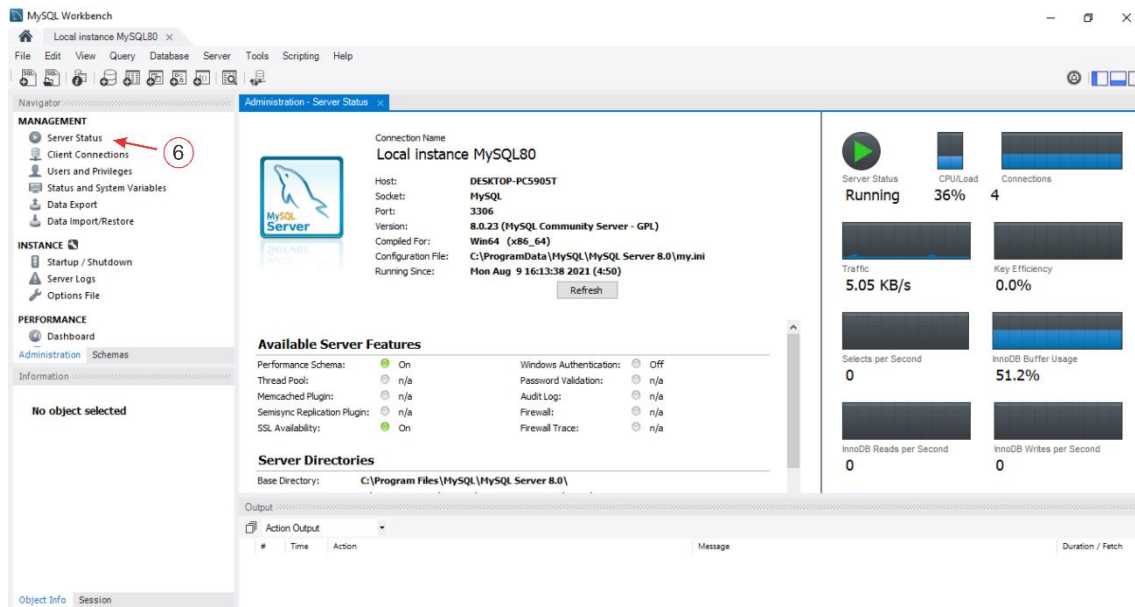 MySQL Workbench
Local instance MySQL80 ×
File Edit View Query Database Server Tools Scripting Help
Navigator
MANAGEMENT
Server Status
6
Client Connections
Users and Privileges
Status and System Variables
Data Export
Data Import/Restore
INSTANCE
Startup / Shutdown
Server Logs
Options File
PERFORMANCE
Dashboard
Administration Schemas
Information
No object selected
Object Info Session
Administration - Server Status ×
Connection Name
Local instance MySQL80
MySQL
Server
Host: DESKTOP-PC5905T
Socket: MySQL
Port: 3306
Version: 8.0.23 (MySQL Community Server - GPL)
Compiled For: Win64 (x86_64)
Configuration File: C:\ProgramData\MySQL\MySQL Server 8.0\my.ini
Running Since: Mon Aug 9 16:13:38 2021 (4:50)
Refresh
Available Server Features
Performance Schema: On Windows Authentication: Off
Thread Pool: n/a Password Validation: n/a
Memcached Plugin: n/a Audit Log: n/a
Semisync Replication Plugin: n/a Firewall: n/a
SSL Availability: On Firewall Trace: n/a
Server Directories
Base Directory: C:\Program Files\MySQL\MySQL Server 8.0\
Server Status CPU/Load Connections
Running 36% 4
Traffic Key Efficiency
5.05 KB/s 0.0%
Selects per Second InnoDB Buffer Usage
0 51.2%
InnoDB Reads per Second InnoDB Writes per Second
0 0
Output
Action Output
# Time Action Message Duration / Fetch